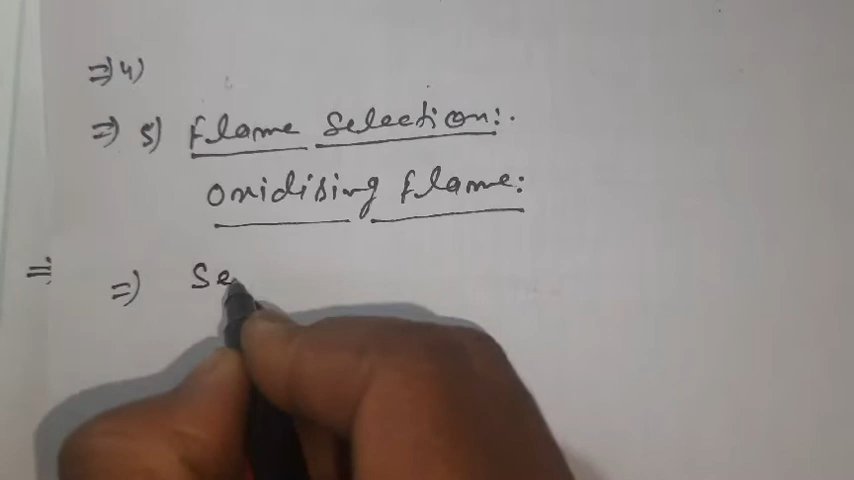 =) 4)
=) 5) Flame Selection:.
Oxidising Flame:
=
=) Se